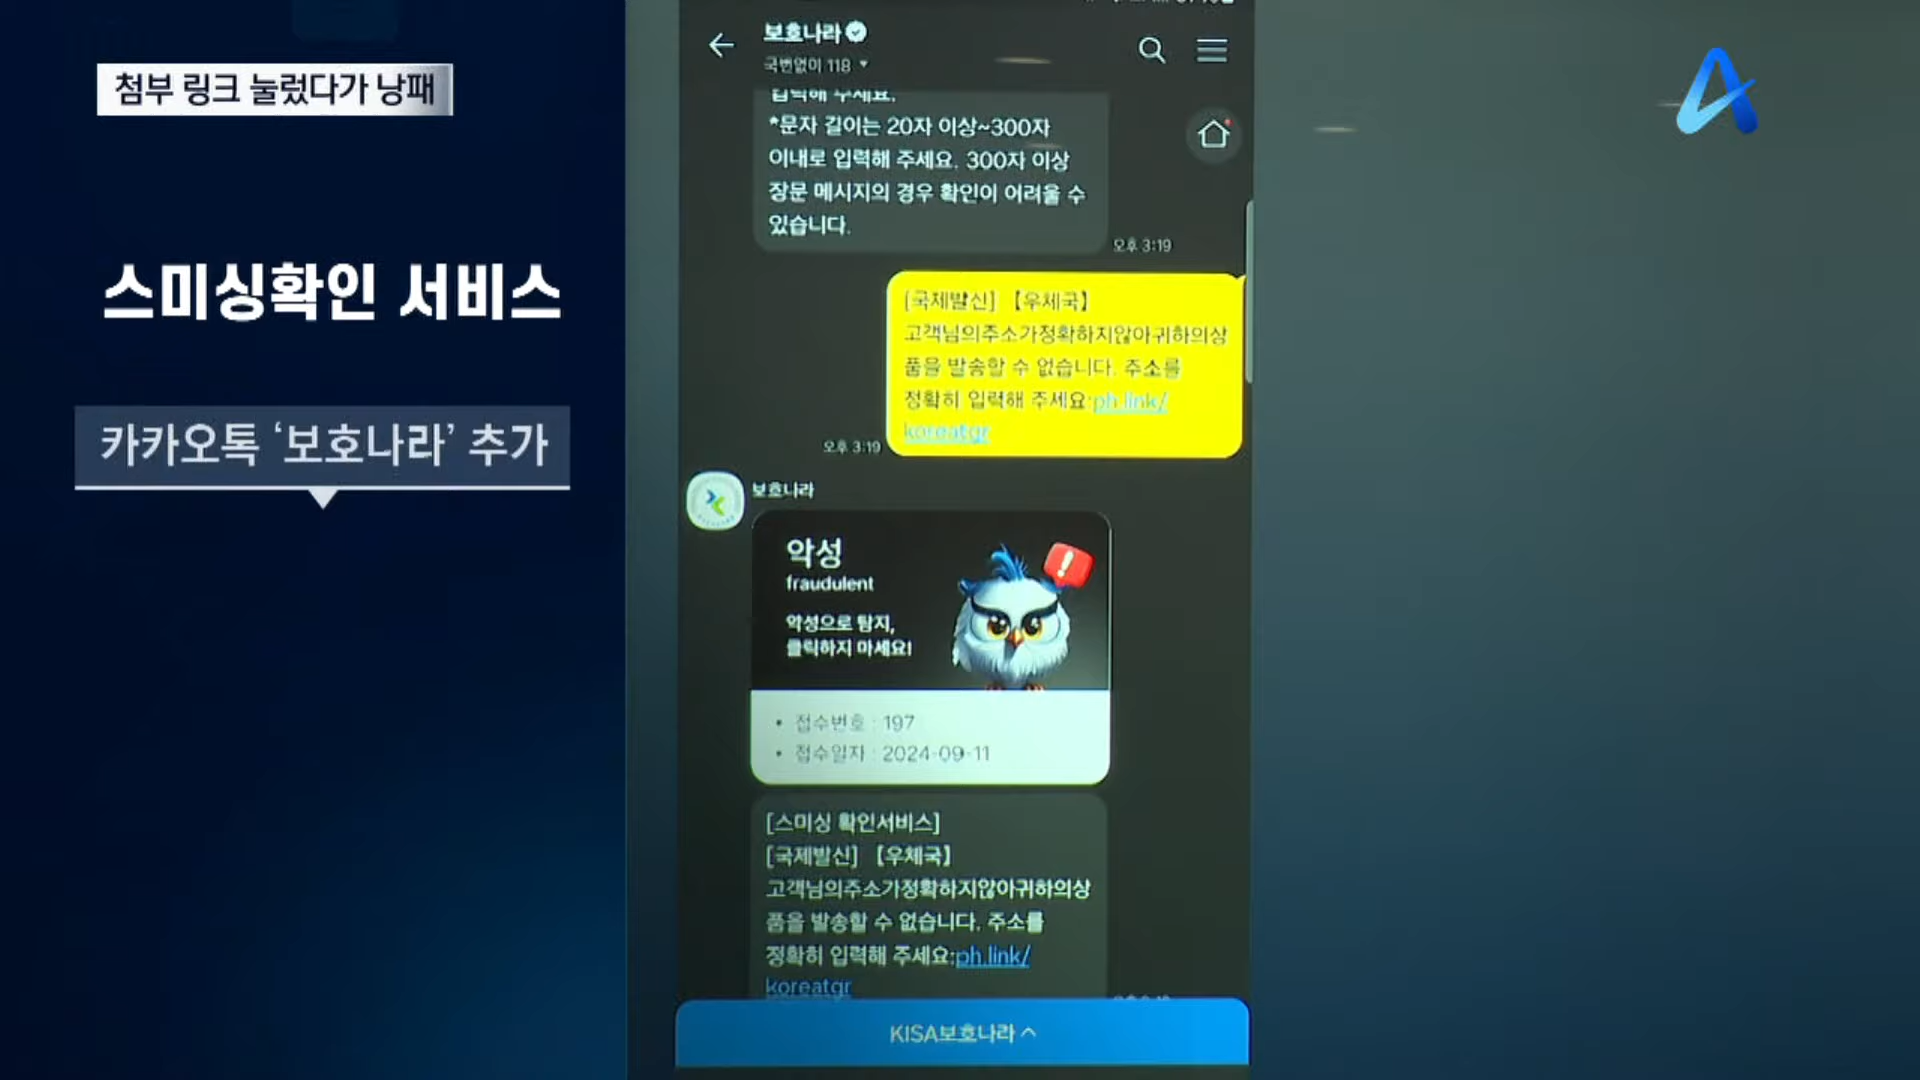 첨부 링크 눌렀다가 낭패
스미싱확인 서비스
카카오톡 ‘보호나라’ 추가
보호나라
국번없이 118
입력해 주세요.
*문자 길이는 20자 이상~300자
이내로 입력해 주세요. 300자 이상
장문 메시지의 경우 확인이 어려울 수
있습니다.
오후 3:19
[국제발신] 【우체국】
고객님의주소가정확하지않아귀하의상
품을 발송할 수 없습니다. 주소를
정확히 입력해 주세요:ph.link/
koreatgr
오후 3:19
보호나라
악성
fraudulent
악성으로 탐지,
클릭하지 마세요!
• 접수번호 : 197
• 접수일자 : 2024-09-11
[스미싱 확인서비스]
[국제발신] 【우체국】
고객님의주소가정확하지않아귀하의상
품을 발송할 수 없습니다. 주소를
정확히 입력해 주세요:ph.link/
koreatgr
KISA보호나라